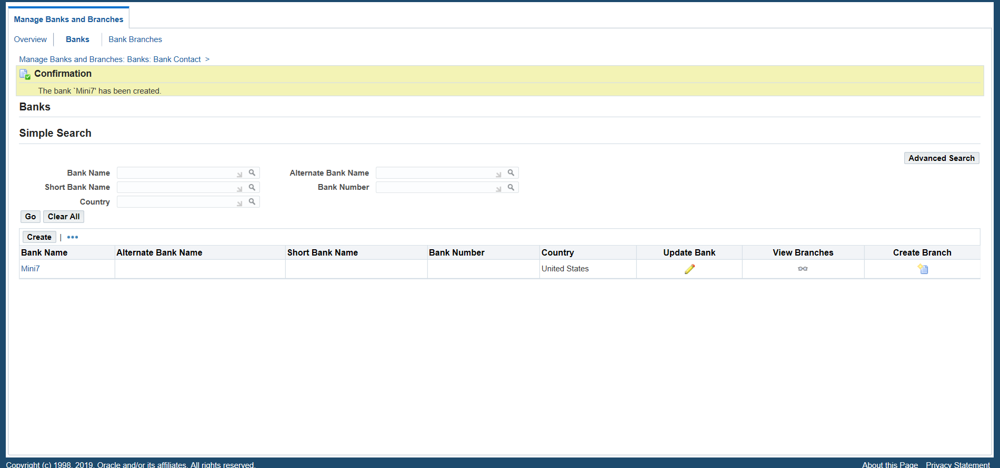 Manage Banks and Branches
Overview Banks Bank Branches
Manage Banks and Branches: Banks: Bank Contact >
Confirmation
The bank `Mini7' has been created.
Banks
Simple Search
Advanced Search
Bank Name Alternate Bank Name
Short Bank Name Bank Number
Country
Go Clear All
Create | •••
Bank Name Alternate Bank Name Short Bank Name Bank Number Country Update Bank View Branches Create Branch
Mini7 United States
Copyright (c) 1998, 2019, Oracle and/or its affiliates. All rights reserved. About this Page Privacy Statement